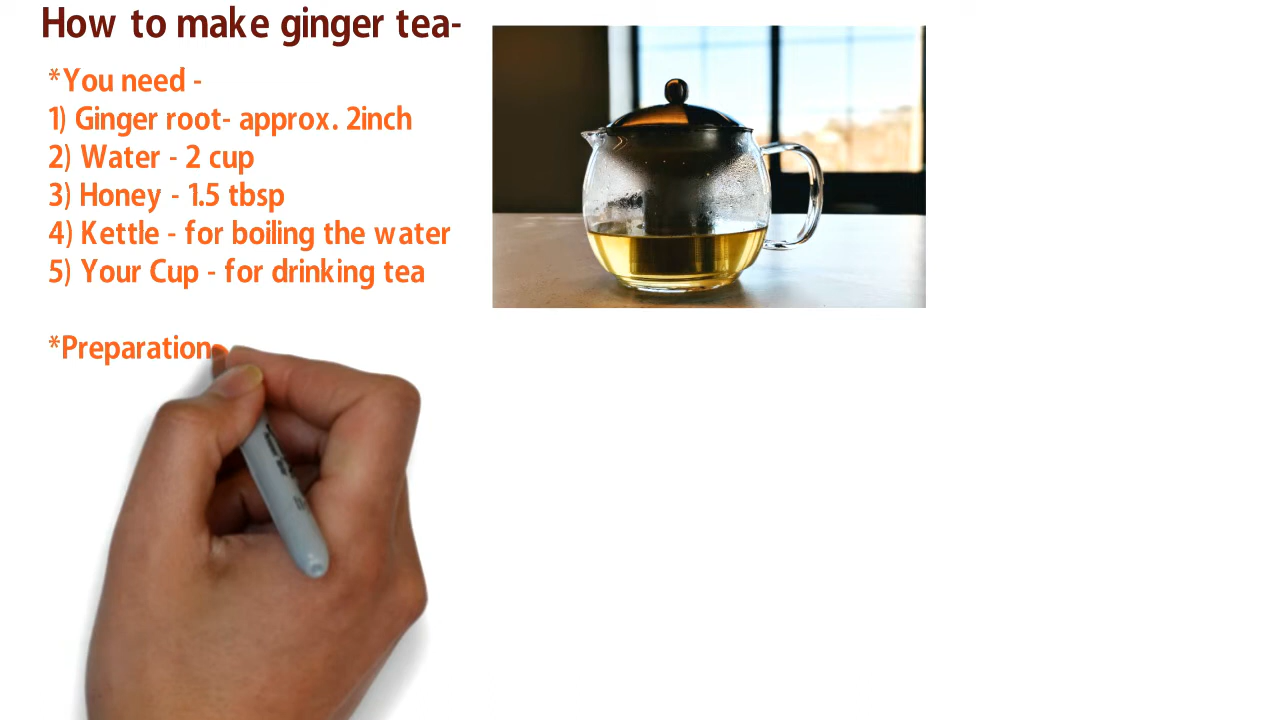 How to make ginger tea-
*You need -
1) Ginger root- approx. 2inch
2) Water - 2 cup
3) Honey - 1.5 tbsp
4) Kettle - for boiling the water
5) Your Cup - for drinking tea
*Preparation